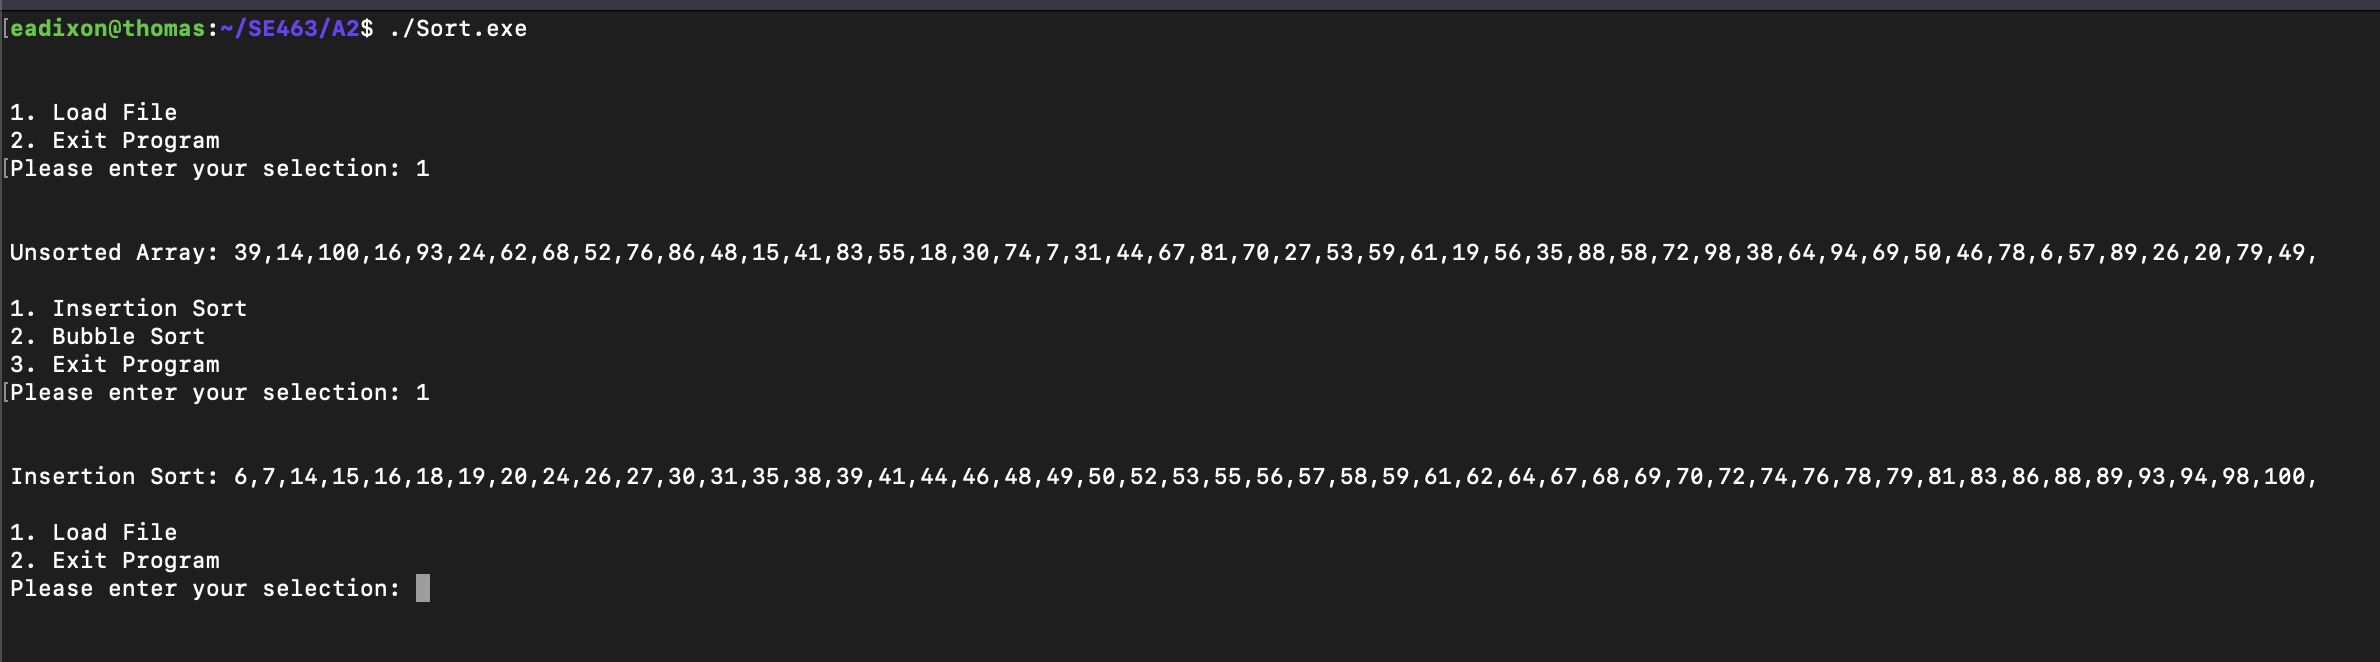 [eadixon@thomas:~/SE463/A2$ ./Sort.exe
1. Load File
2. Exit Program
[Please enter your selection: 1
Unsorted Array: 39,14,100,16,93,24,62,68,52,76,86,48,15,41,83,55,18,30,74,7,31,44,67,81,70,27,53,59,61,19,56,35,88,58,72,98,38,64,94,69,50,46,78,6,57,89,26,20,79,49,
1. Insertion Sort
2. Bubble Sort
3. Exit Program
[Please enter your selection: 1
Insertion Sort: 6,7,14,15,16,18,19,20,24,26,27,30,31,35,38,39,41,44,46,48,49,50,52,53,55,56,57,58,59,61,62,64,67,68,69,70,72,74,76,78,79,81,83,86,88,89,93,94,98,100,
1. Load File
2. Exit Program
Please enter your selection: